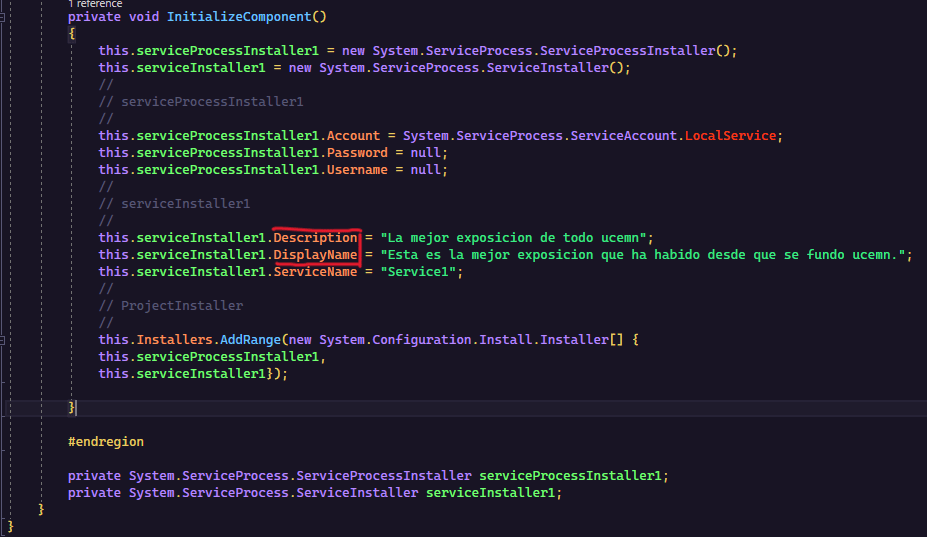 1 reference
private void InitializeComponent()
{
this.serviceProcessInstaller1 = new System.ServiceProcess.ServiceProcessInstaller();
this.serviceInstaller1 = new System.ServiceProcess.ServiceInstaller();
//
// serviceProcessInstaller1
//
this.serviceProcessInstaller1.Account = System.ServiceProcess.ServiceAccount.LocalService;
this.serviceProcessInstaller1.Password = null;
this.serviceProcessInstaller1.Username = null;
//
// serviceInstaller1
//
this.serviceInstaller1.Description = "La mejor exposicion de todo ucemn";
this.serviceInstaller1.DisplayName = "Esta es la mejor exposicion que ha habido desde que se fundo ucemn.";
this.serviceInstaller1.ServiceName = "Service1";
//
// ProjectInstaller
//
this.Installers.AddRange(new System.Configuration.Install.Installer[] {
this.serviceProcessInstaller1,
this.serviceInstaller1});
}
#endregion
private System.ServiceProcess.ServiceProcessInstaller serviceProcessInstaller1;
private System.ServiceProcess.ServiceInstaller serviceInstaller1;
}
}